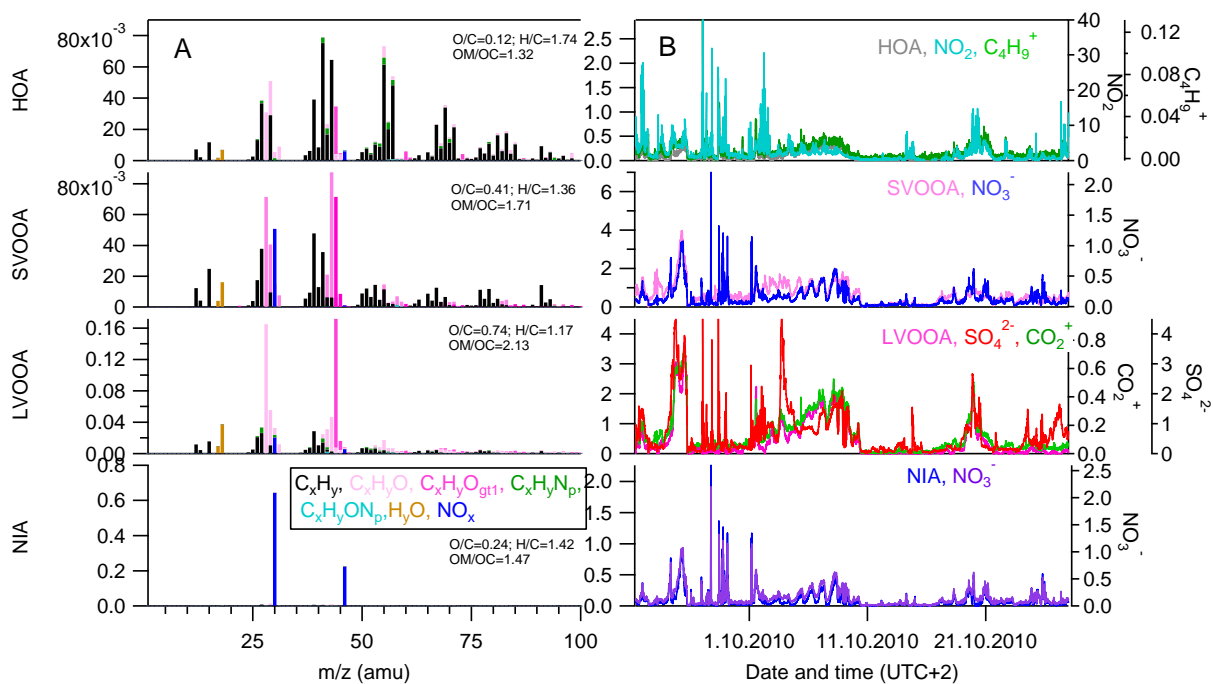 A
O/C=0.12; H/C=1.74
OM/OC=1.32
HOA
80x10⁻³
60
40
20
0
O/C=0.41; H/C=1.36
OM/OC=1.71
SVOOA
80x10⁻³
60
40
20
0
O/C=0.74; H/C=1.17
OM/OC=2.13
LVOOA
0.16
0.12
0.08
0.04
0.00
CₓHᵧ, CₓHᵧO, CₓHᵧO_gt1, CₓHᵧN_p,
CₓHᵧON_p, HᵧO, NOₓ
O/C=0.24; H/C=1.42
OM/OC=1.47
NIA
0.8
0.6
0.4
0.2
0.0
25 50 75 100
m/z (amu)
B
HOA, NO₂, C₄H₉⁺
2.5
2.0
1.5
1.0
0.5
0.0
40
30
20
10
0
NO₂
0.12
0.08
0.04
0.00
C₄H₉⁺
SVOOA, NO₃⁻
6
4
2
0
2.0
1.5
1.0
0.5
0.0
NO₃⁻
LVOOA, SO₄²⁻, CO₂⁺
4
3
2
1
0
0.8
0.6
0.4
0.2
0.0
CO₂⁺
4
3
2
1
0
SO₄²⁻
NIA, NO₃⁻
2.0
1.5
1.0
0.5
0.0
2.5
2.0
1.5
1.0
0.5
0.0
NO₃⁻
1.10.2010 11.10.2010 21.10.2010
Date and time (UTC+2)